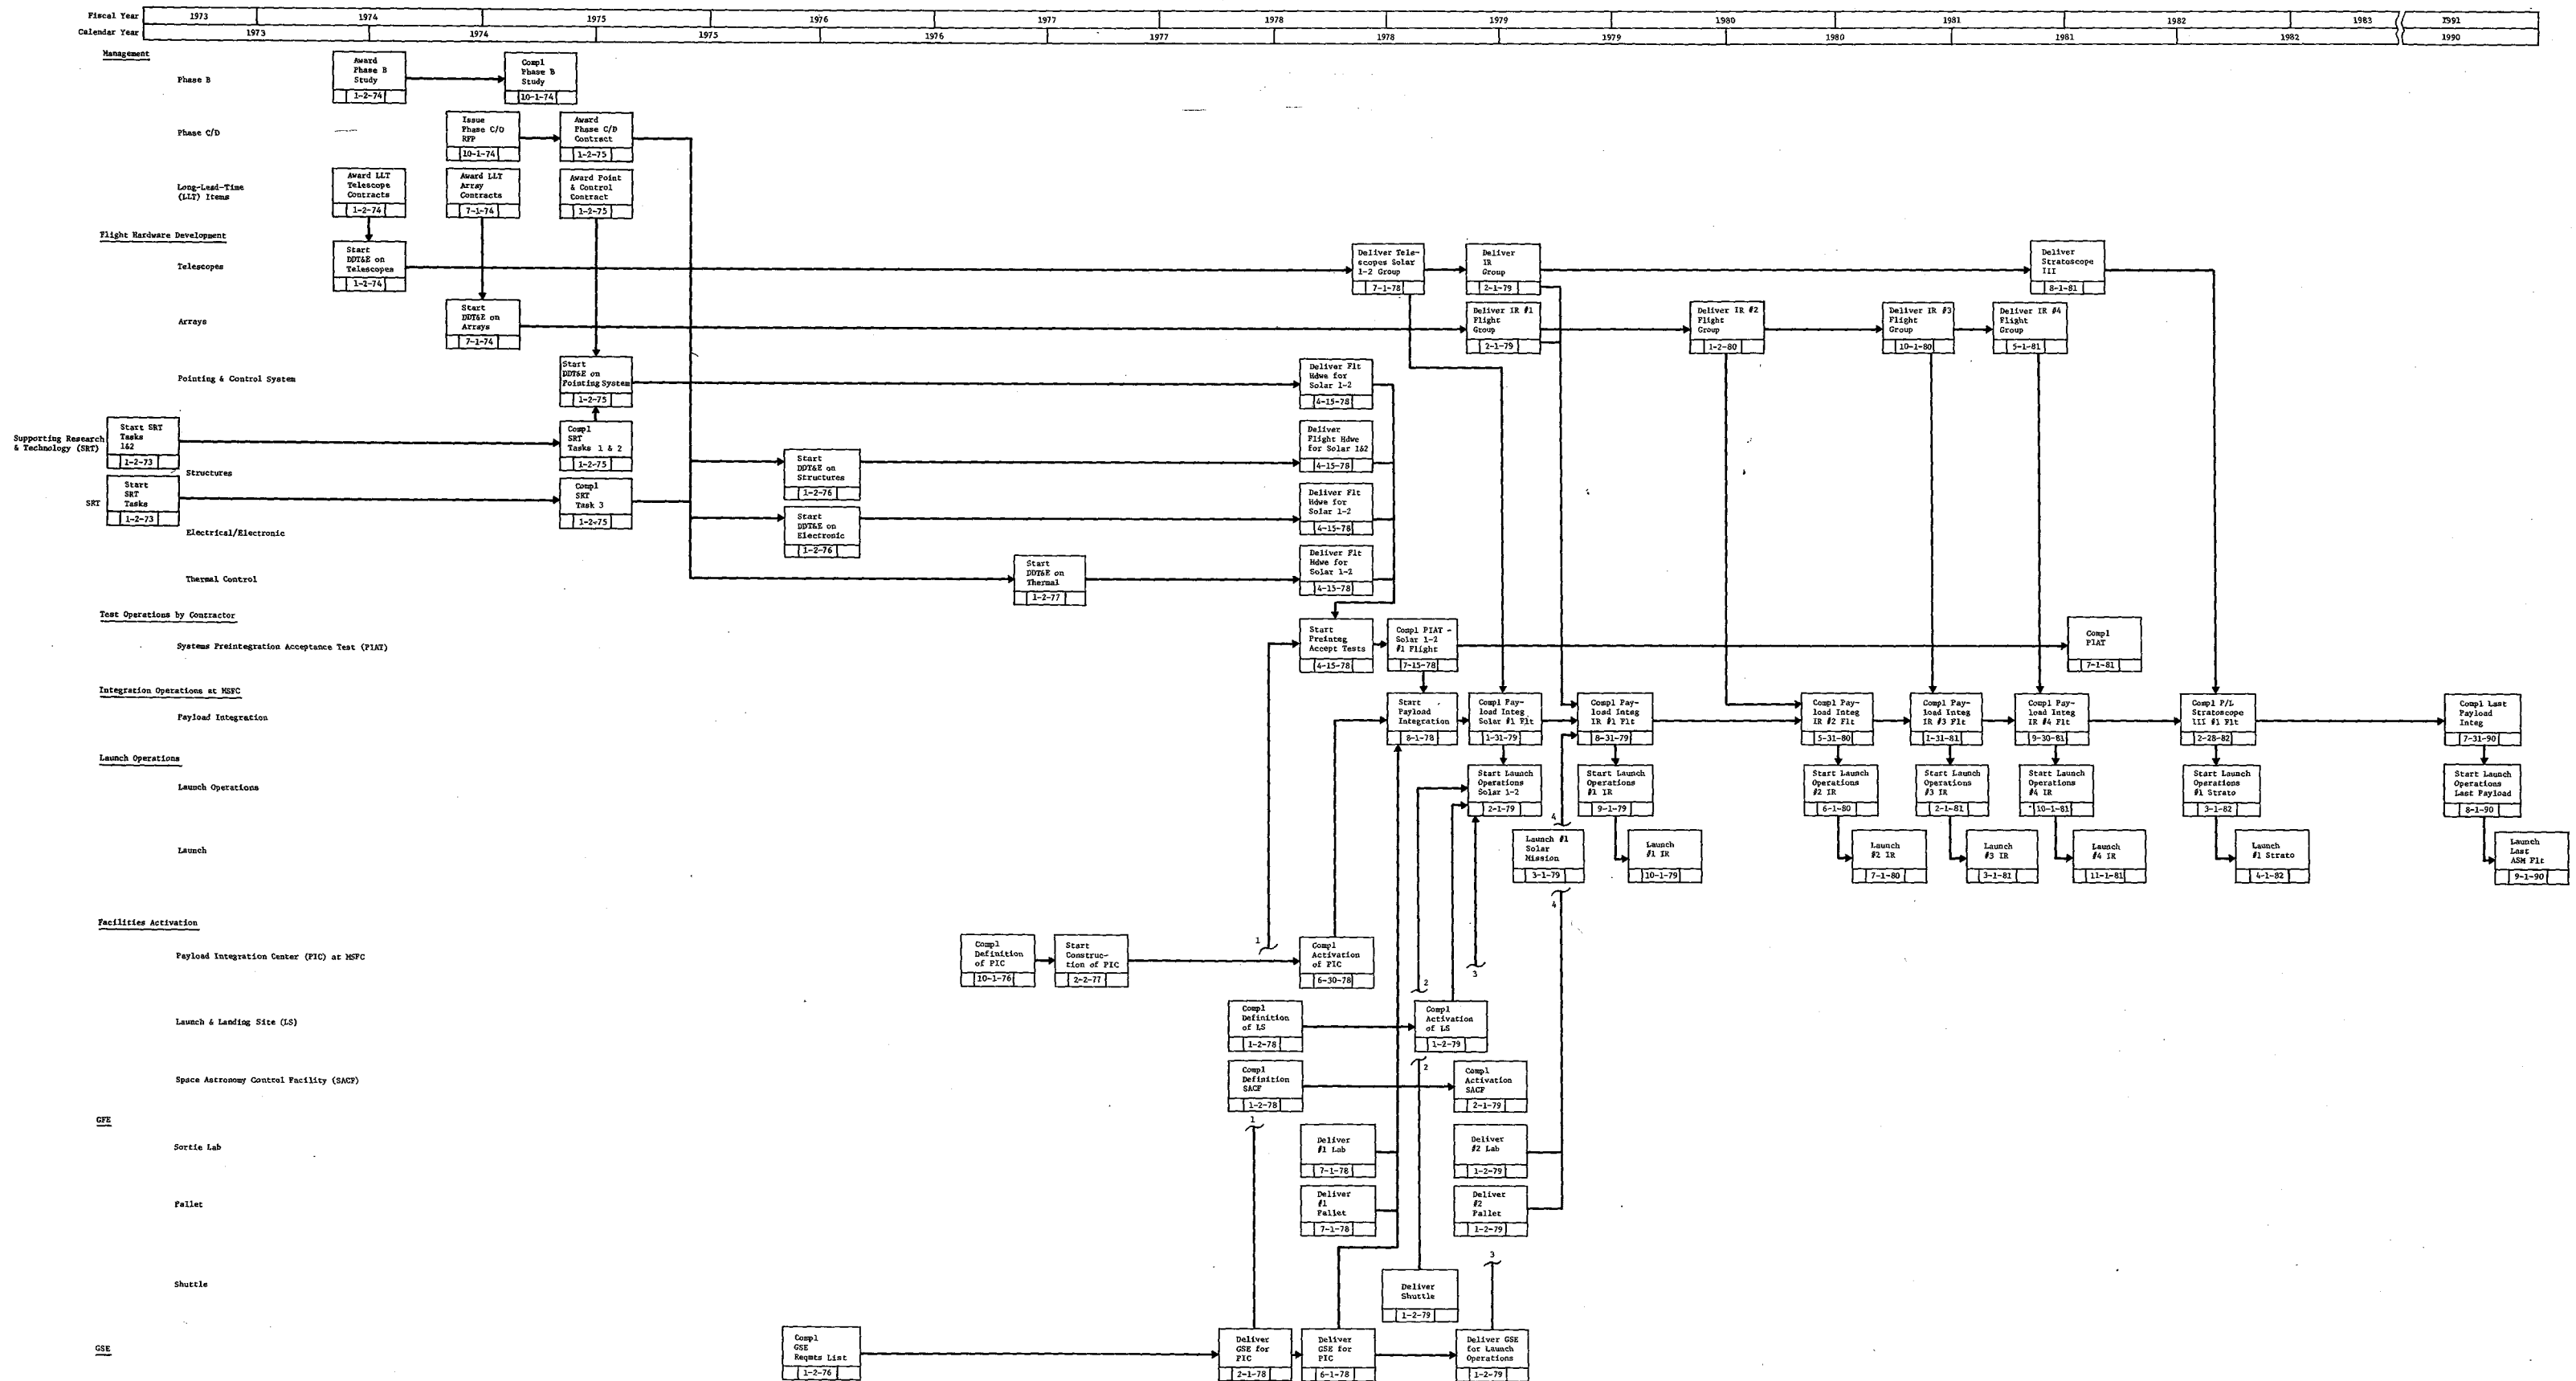 Fiscal Year 1973 1974 1975 1976 1977 1978 1979 1980 1981 1982 1983 1991
Calendar Year 1973 1974 1975 1976 1977 1978 1979 1980 1981 1982 1990
Management
Phase B
Award
Phase B
Study
1-2-74
Compl
Phase B
Study
10-1-74
Phase C/D
Issue
Phase C/D
RFP
10-1-74
Award
Phase C/D
Contract
1-2-75
Long-Lead-Time
(LLT) Items
Award LLT
Telescope
Contracts
1-2-74
Award LLT
Array
Contracts
7-1-74
Award Point
& Control
Contract
1-2-75
Flight Hardware Development
Telescopes
Start
DDT&E on
Telescopes
1-2-74
Deliver Tele-
scopes Solar
1-2 Group
7-1-78
Deliver
IR
Group
2-1-79
Deliver
Stratoscope
III
8-1-81
Arrays
Start
DDT&E on
Arrays
7-1-74
Deliver IR #1
Flight
Group
2-1-79
Deliver IR #2
Flight
Group
1-2-80
Deliver IR #3
Flight
Group
10-1-80
Deliver IR #4
Flight
Group
5-1-81
Pointing & Control System
Start
DDT&E on
Pointing System
1-2-75
Deliver Flt
Hdwe for
Solar 1-2
4-15-78
Supporting Research
& Technology (SRT)
Start SRT
Tasks
1&2
1-2-73
Compl
SRT
Tasks 1 & 2
1-2-75
Structures
Start
DDT&E on
Structures
1-2-76
Deliver
Flight Hdwe
for Solar 1&2
4-15-78
SRT
Start
SRT
Tasks
1-2-73
Compl
SRT
Task 3
1-2-75
Electrical/Electronic
Start
DDT&E on
Electronic
1-2-76
Deliver Flt
Hdwe for
Solar 1-2
4-15-78
Thermal Control
Start
DDT&E on
Thermal
1-2-77
Deliver Flt
Hdwe for
Solar 1-2
4-15-78
Test Operations by Contractor
Systems Preintegration Acceptance Test (PIAT)
Start
Preinteg
Accept Tests
4-15-78
Compl PIAT -
Solar 1-2
#1 Flight
7-15-78
Compl
PIAT
7-1-81
Integration Operations at MSFC
Payload Integration
Start
Payload
Integration
8-1-78
Compl Pay-
load Integ
Solar #1 Flt
1-31-79
Compl Pay-
load Integ
IR #1 Flt
8-31-79
Compl Pay-
load Integ
IR #2 Flt
5-31-80
Compl Pay-
load Integ
IR #3 Flt
1-31-81
Compl Pay-
load Integ
IR #4 Flt
9-30-81
Compl P/L
Stratoscope
III #1 Flt
2-28-82
Compl Last
Payload
Integ
7-31-90
Launch Operations
Launch Operations
Start Launch
Operations
Solar 1-2
2-1-79
Start Launch
Operations
#1 IR
9-1-79
Start Launch
Operations
#2 IR
6-1-80
Start Launch
Operations
#3 IR
2-1-81
Start Launch
Operations
#4 IR
10-1-81
Start Launch
Operations
#1 Strato
3-1-82
Start Launch
Operations
Last Payload
8-1-90
4
Launch
Launch #1
Solar
Mission
3-1-79
Launch
#1 IR
10-1-79
Launch
#2 IR
7-1-80
Launch
#3 IR
3-1-81
Launch
#4 IR
11-1-81
Launch
#1 Strato
4-1-82
Launch
Last
ASM Flt
9-1-90
4
Facilities Activation
Payload Integration Center (PIC) at MSFC
Compl
Definition
of PIC
10-1-76
Start
Construc-
tion of PIC
2-2-77
1
Compl
Activation
of PIC
6-30-78
3
2
Launch & Landing Site (LS)
Compl
Definition
of LS
1-2-78
Compl
Activation
of LS
1-2-79
2
Space Astronomy Control Facility (SACF)
Compl
Definition
SACF
1-2-78
Compl
Activation
SACF
2-1-79
GFE
1
Sortie Lab
Deliver
#1 Lab
7-1-78
Deliver
#2 Lab
1-2-79
Pallet
Deliver
#1
Pallet
7-1-78
Deliver
#2
Pallet
1-2-79
3
Shuttle
Deliver
Shuttle
1-2-79
GSE
Compl
GSE
Reqmts List
1-2-76
Deliver
GSE for
PIC
2-1-78
Deliver
GSE for
PIC
6-1-78
Deliver GSE
for Launch
Operations
1-2-79